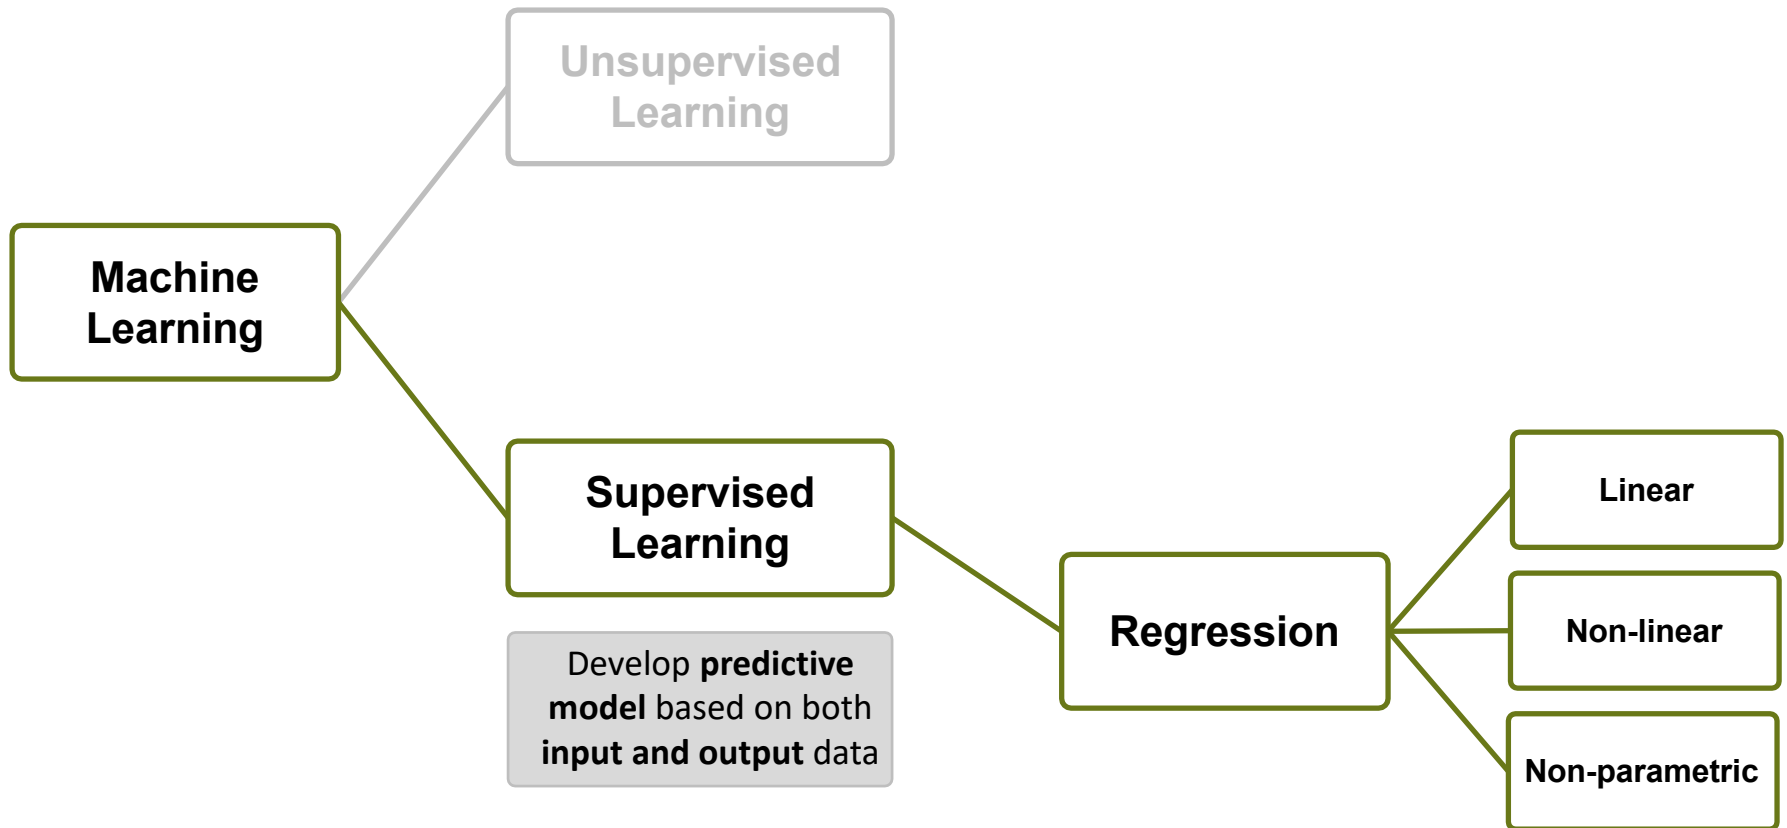 Unsupervised
Learning
Machine
Learning
Supervised
Learning
Develop predictive
model based on both
input and output data
Regression
Linear
Non-linear
Non-parametric